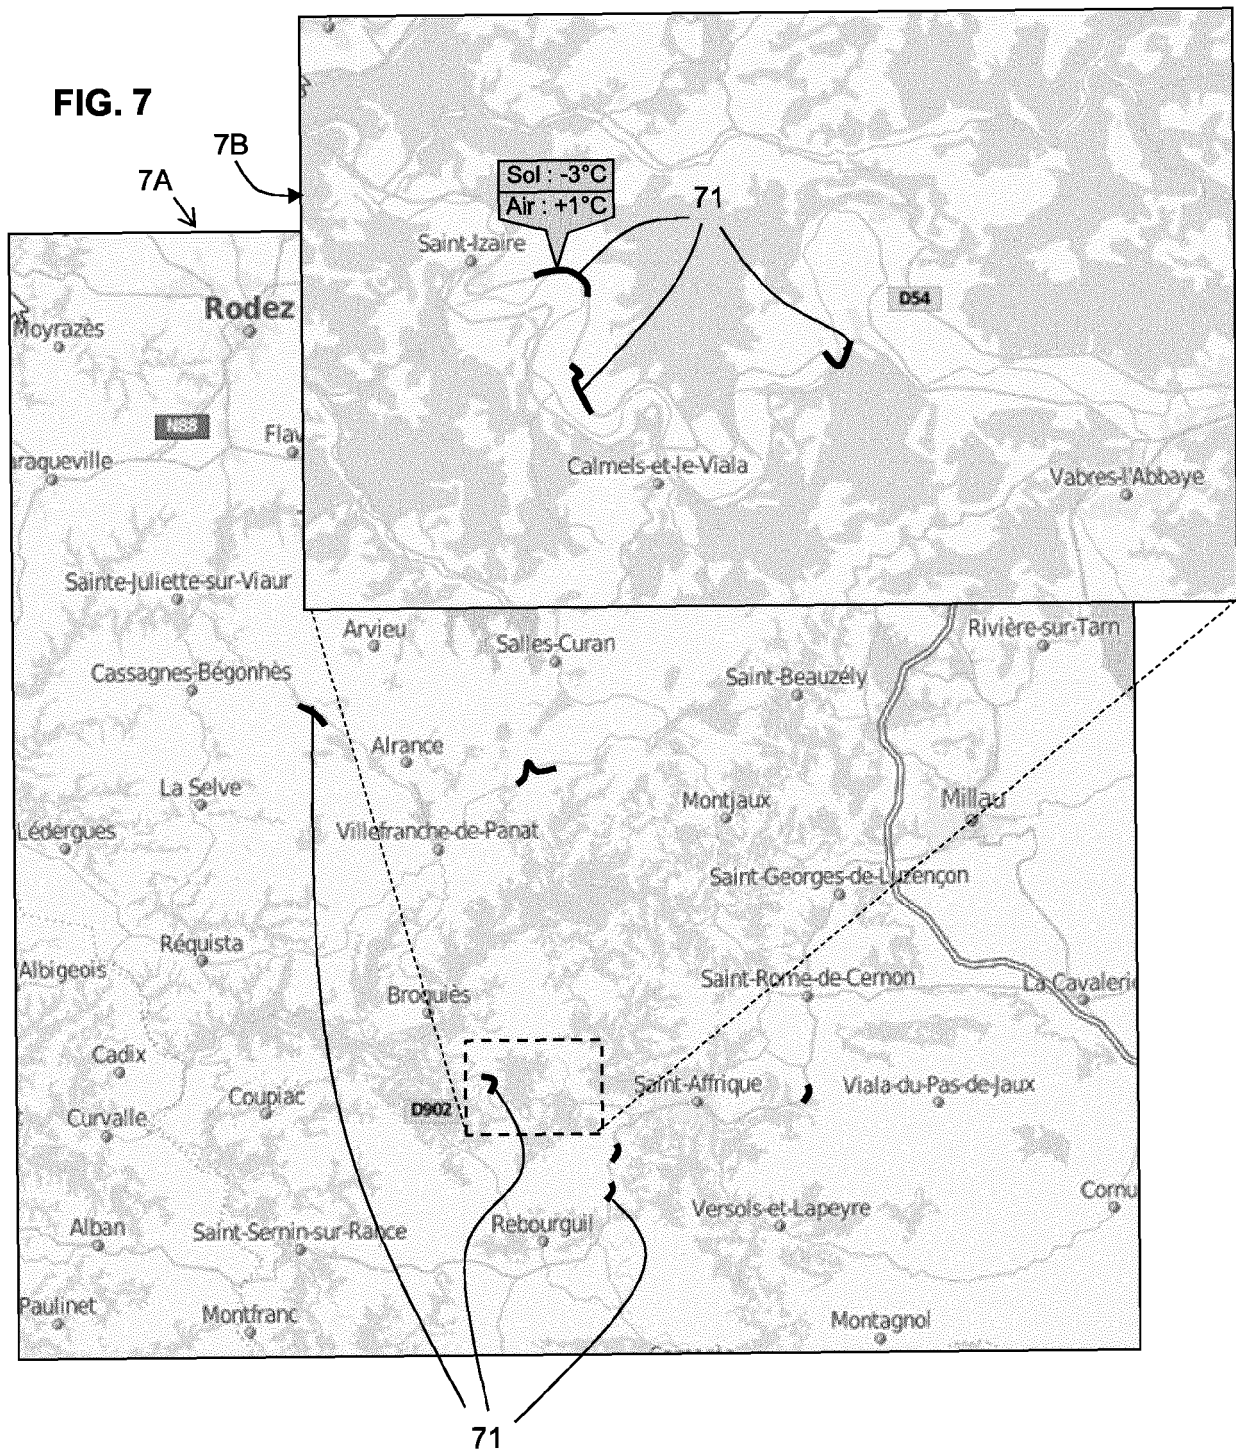 FIG. 7
7B
7A
Sol : -3°C
Air : +1°C
71
Saint-Izaire
D54
Calmels-et-le-Viala
Vabres-l'Abbaye
Rodez
Moyrazès
N88
Flav
araqueville
Sainte-Juliette-sur-Viaur
Arvieu
Salles-Curan
Rivière-sur-Tarn
Cassagnes-Bégonhès
Saint-Beauzély
Alrance
La Selve
Montjaux
Millau
Lédergues
Villefranche-de-Panat
Saint-Georges-de-Luzençon
Réquista
Albigeois
Saint-Rome-de-Cernon
La Cavaleri
Broquiès
Cadix
Coupiac
D902
Saint-Affrique
Viala-du-Pas-de-Jaux
Curvalle
Cornu
Versols-et-Lapeyre
Alban
Saint-Sernin-sur-Rance
Rebourguil
Paulinet
Montfranc
Montagnol
71